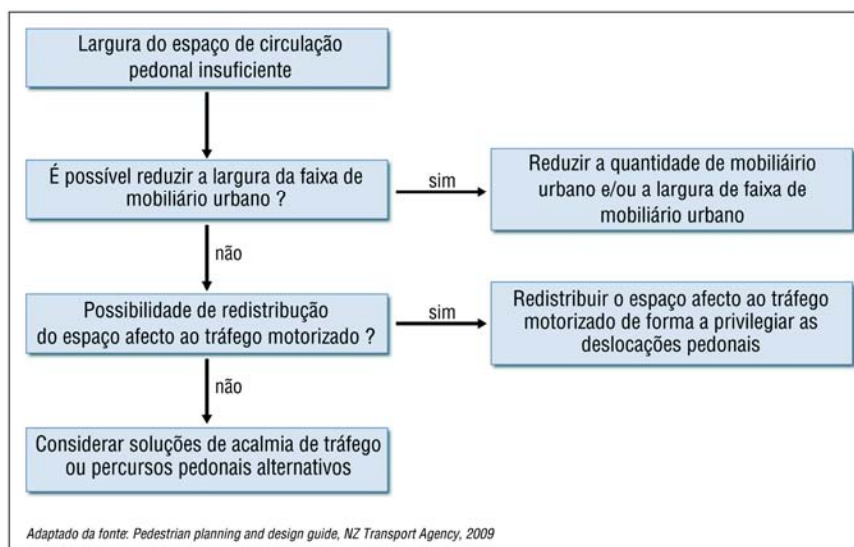 Largura do espaço de circulação
pedonal insuficiente
É possível reduzir a largura da faixa de
mobiliário urbano ?
sim
Reduzir a quantidade de mobiliáirio
urbano e/ou a largura de faixa de
mobiliário urbano
não
Possibilidade de redistribução
do espaço afecto ao tráfego motorizado ?
sim
Redistribuir o espaço afecto ao tráfego
motorizado de forma a privilegiar as
deslocações pedonais
não
Considerar soluções de acalmia de tráfego
ou percursos pedonais alternativos
Adaptado da fonte: Pedestrian planning and design guide, NZ Transport Agency, 2009